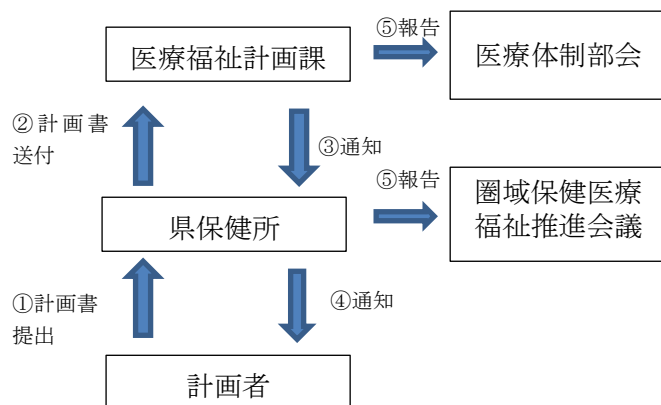 医療福祉計画課
⑤報告
医療体制部会
②計画書
送付
③通知
⑤報告
圏域保健医療
福祉推進会議
県保健所
①計画書
提出
④通知
計画者